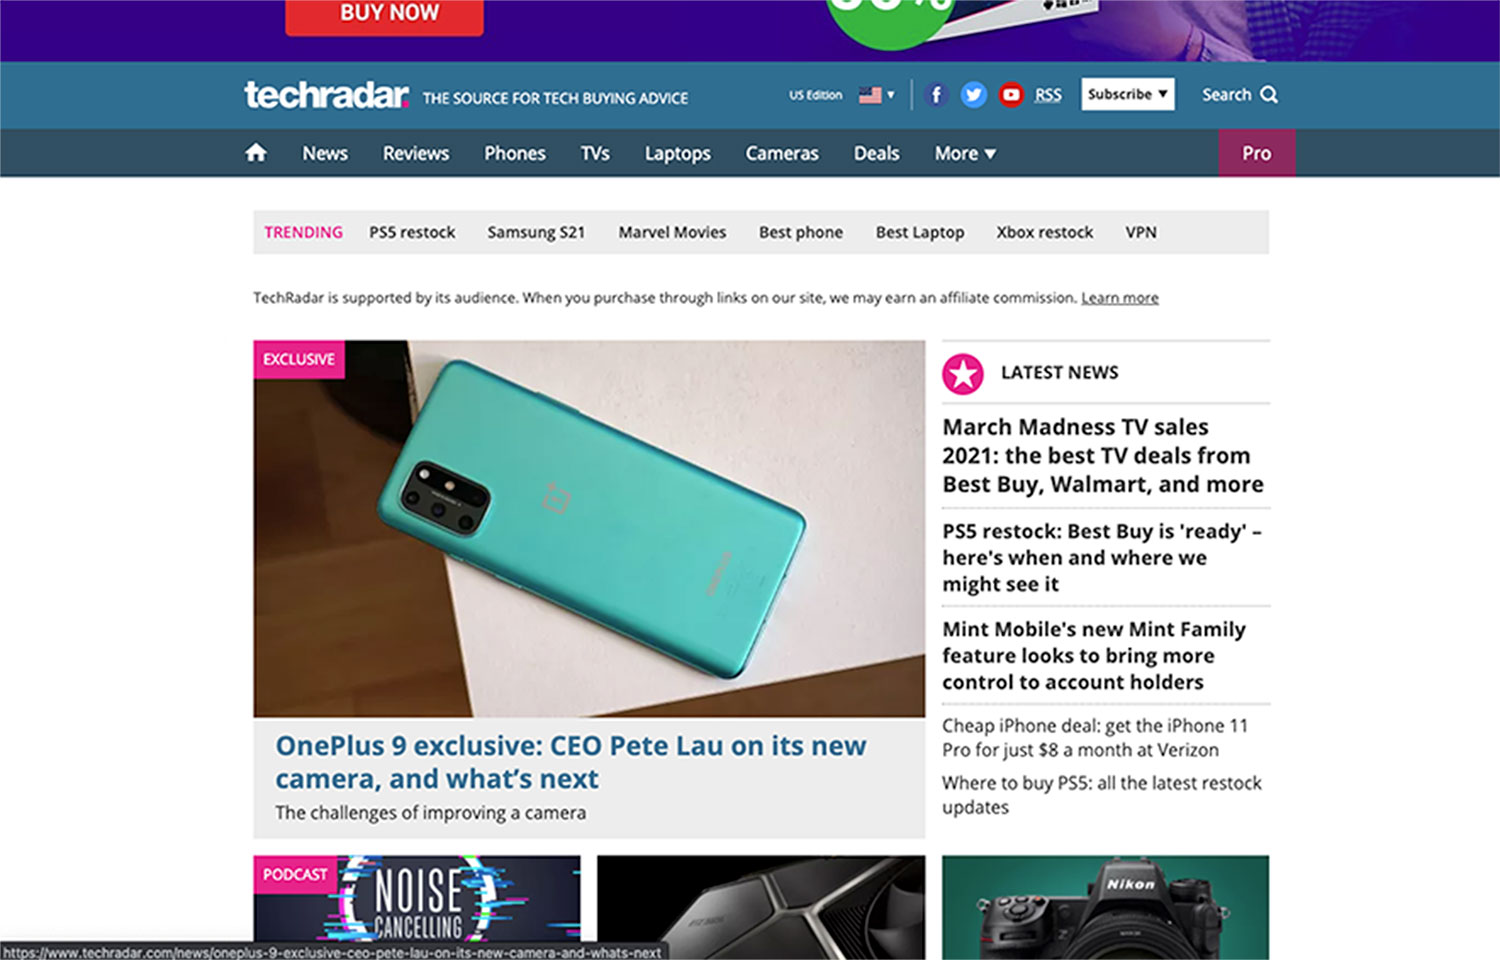 BUY NOW
techradar.
THE SOURCE FOR TECH BUYING ADVICE
US Edition
RSS
Subscribe
Search
News
Reviews
Phones
TVs
Laptops
Cameras
Deals
More
Pro
TRENDING
PS5 restock
Samsung S21
Marvel Movies
Best phone
Best Laptop
Xbox restock
VPN
TechRadar is supported by its audience. When you purchase through links on our site, we may earn an affiliate commission. Learn more
EXCLUSIVE
OnePlus 9 exclusive: CEO Pete Lau on its new
camera, and what's next
The challenges of improving a camera
LATEST NEWS
March Madness TV sales
2021: the best TV deals from
Best Buy, Walmart, and more
PS5 restock: Best Buy is 'ready' –
here's when and where we
might see it
Mint Mobile's new Mint Family
feature looks to bring more
control to account holders
Cheap iPhone deal: get the iPhone 11
Pro for just $8 a month at Verizon
Where to buy PS5: all the latest restock
updates
PODCAST
NOISE
CANCELLING
Nikon
https://www.techradar.com/news/oneplus-9-exclusive-ceo-pete-lau-on-its-new-camera-and-whats-next